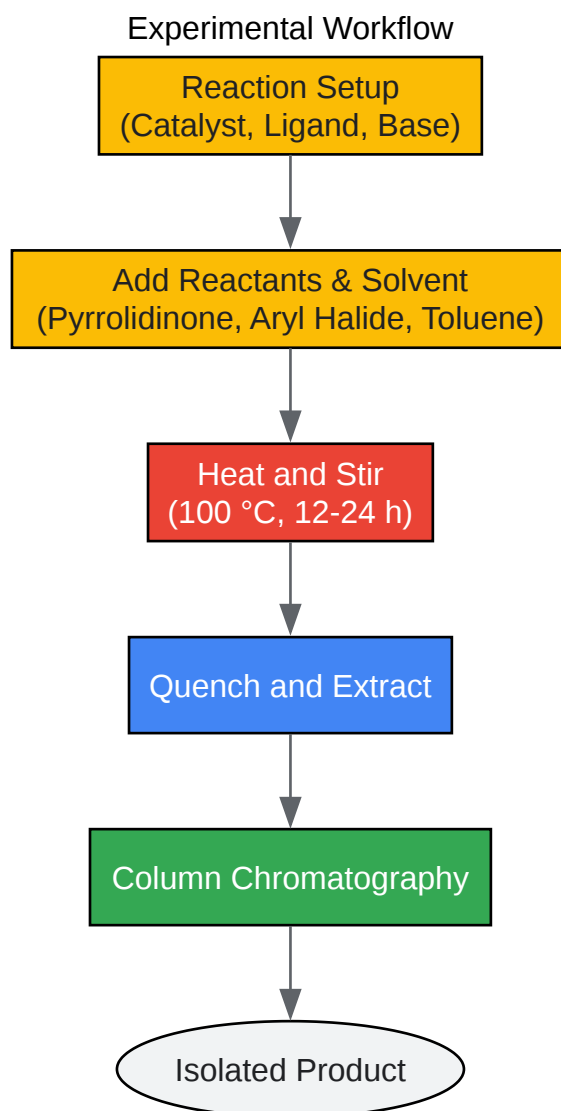 Experimental Workflow
Reaction Setup
(Catalyst, Ligand, Base)
Add Reactants & Solvent
(Pyrrolidinone, Aryl Halide, Toluene)
Heat and Stir
(100 °C, 12-24 h)
Quench and Extract
Column Chromatography
Isolated Product